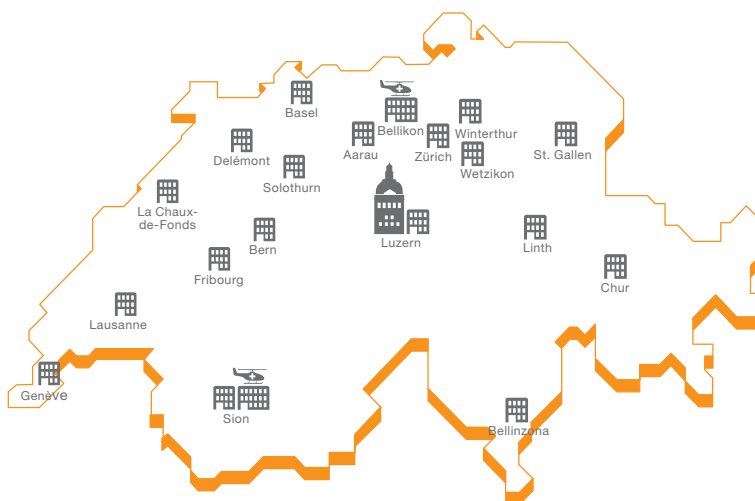 Basel
Bellikon
Winterthur
Delémont
Aarau
Zürich
St. Gallen
Wetzikon
Solothurn
La Chaux-
de-Fonds
Bern
Luzern
Linth
Fribourg
Chur
Lausanne
Genève
Sion
Bellinzona